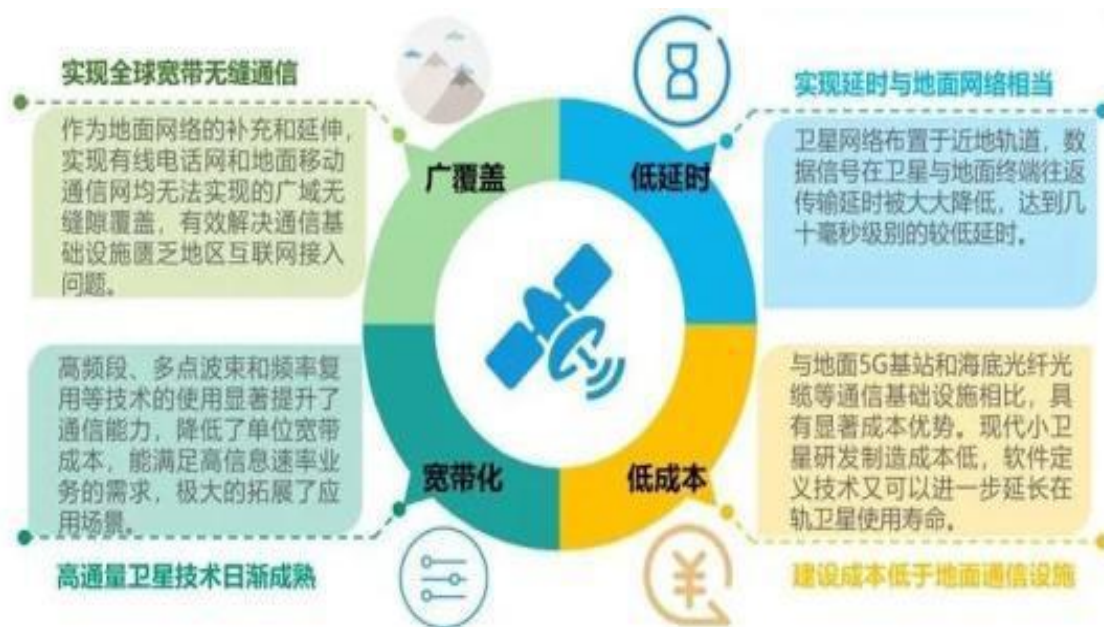 实现全球宽带无缝通信
作为地面网络的补充和延伸，
实现有线电话网和地面移动
通信网均无法实现的广域无
缝隙覆盖，有效解决通信基
础设施匮乏地区互联网接入
问题。
广覆盖
低延时
实现延时与地面网络相当
卫星网络布置于近地轨道，数
据信号在卫星与地面终端往返
传输延时被大大降低，达到几
十毫秒级别的较低延时。
高频段、多点波束和频率复
用等技术的使用显著提升了
通信能力，降低了单位宽带
成本，能满足高信息速率业
务的需求，极大的拓展了应
用场景。
高通量卫星技术日渐成熟
宽带化
低成本
与地面5G基站和海底光纤光
缆等通信基础设施相比，具
有显著成本优势。现代小卫
星研发制造成本低，软件定
义技术又可以进一步延长在
轨卫星使用寿命。
建设成本低于地面通信设施